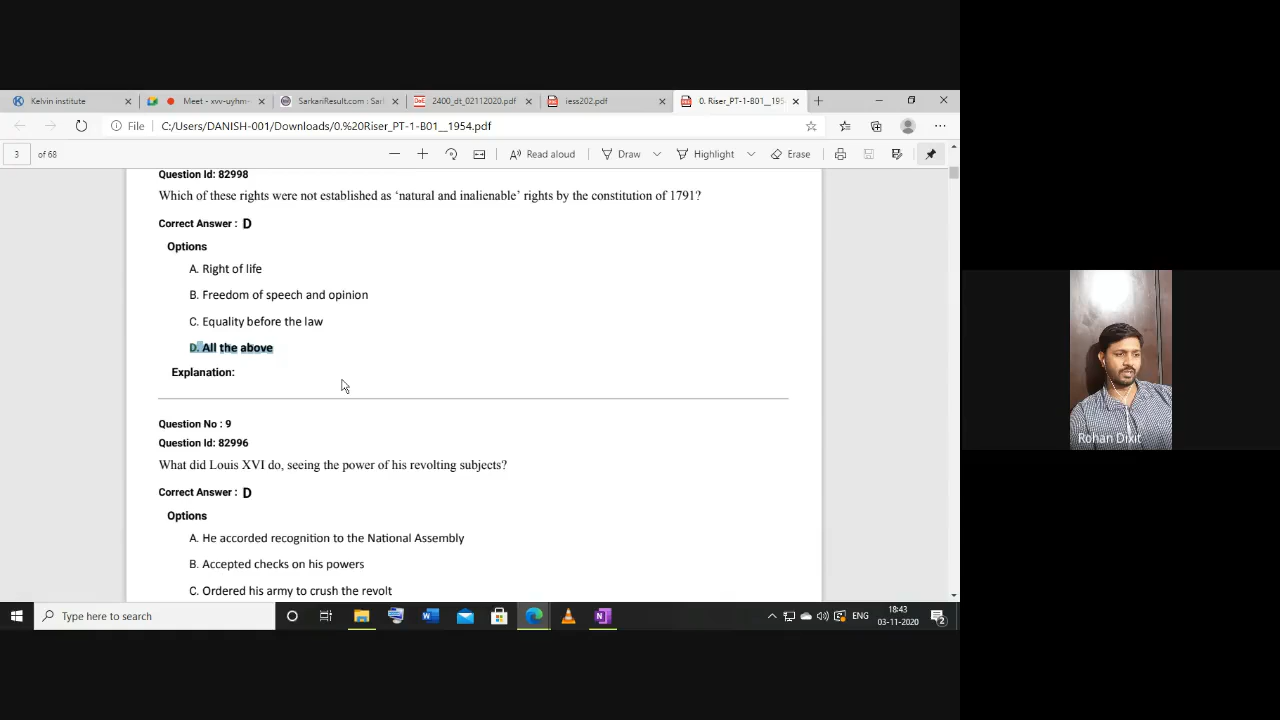 Kelvin institute
Meet - xvv-uyhm-
SarkariResult.com : Sark
2400_dt_02112020.pdf
iess202.pdf
0. Riser_PT-1-B01__1954
File
C:/Users/DANISH-001/Downloads/0.%20Riser_PT-1-B01__1954.pdf
3 of 68
Read aloud
Draw
Highlight
Erase
Question Id: 82998
Which of these rights were not established as ‘natural and inalienable’ rights by the constitution of 1791?
Correct Answer : D
Options
A. Right of life
B. Freedom of speech and opinion
C. Equality before the law
D. All the above
Explanation:
Question No : 9
Question Id: 82996
What did Louis XVI do, seeing the power of his revolting subjects?
Correct Answer : D
Options
A. He accorded recognition to the National Assembly
B. Accepted checks on his powers
C. Ordered his army to crush the revolt
Type here to search
ENG
18:43
03-11-2020
2
Rohan Dixit